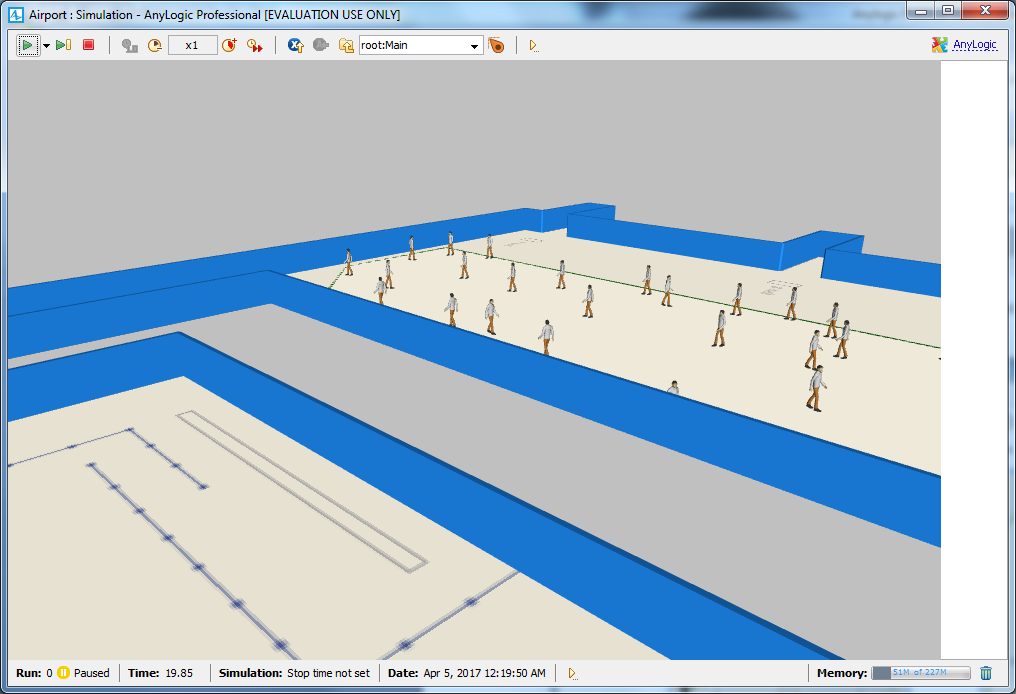 Airport : Simulation - AnyLogic Professional [EVALUATION USE ONLY]
x1 root:Main AnyLogic
Run: 0 Paused Time: 19.85 Simulation: Stop time not set Date: Apr 5, 2017 12:19:50 AM Memory: 51M of 227M